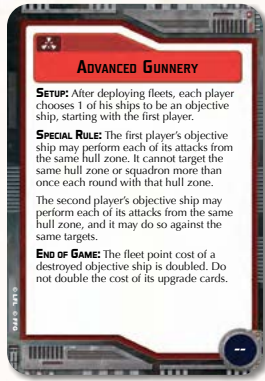 ADVANCED GUNNERY
SETUP: After deploying fleets, each player
chooses 1 of his ships to be an objective
ship, starting with the first player.
SPECIAL RULE: The first player's objective
ship may perform each of its attacks from
the same hull zone. It cannot target the
same hull zone or squadron more than
once each round with that hull zone.
The second player's objective ship may
perform each of its attacks from the
same hull zone, and it may do so against the
same targets.
END OF GAME: The fleet point cost of a
destroyed objective ship is doubled. Do
not double the cost of its upgrade cards.
© LFL © FFG
--